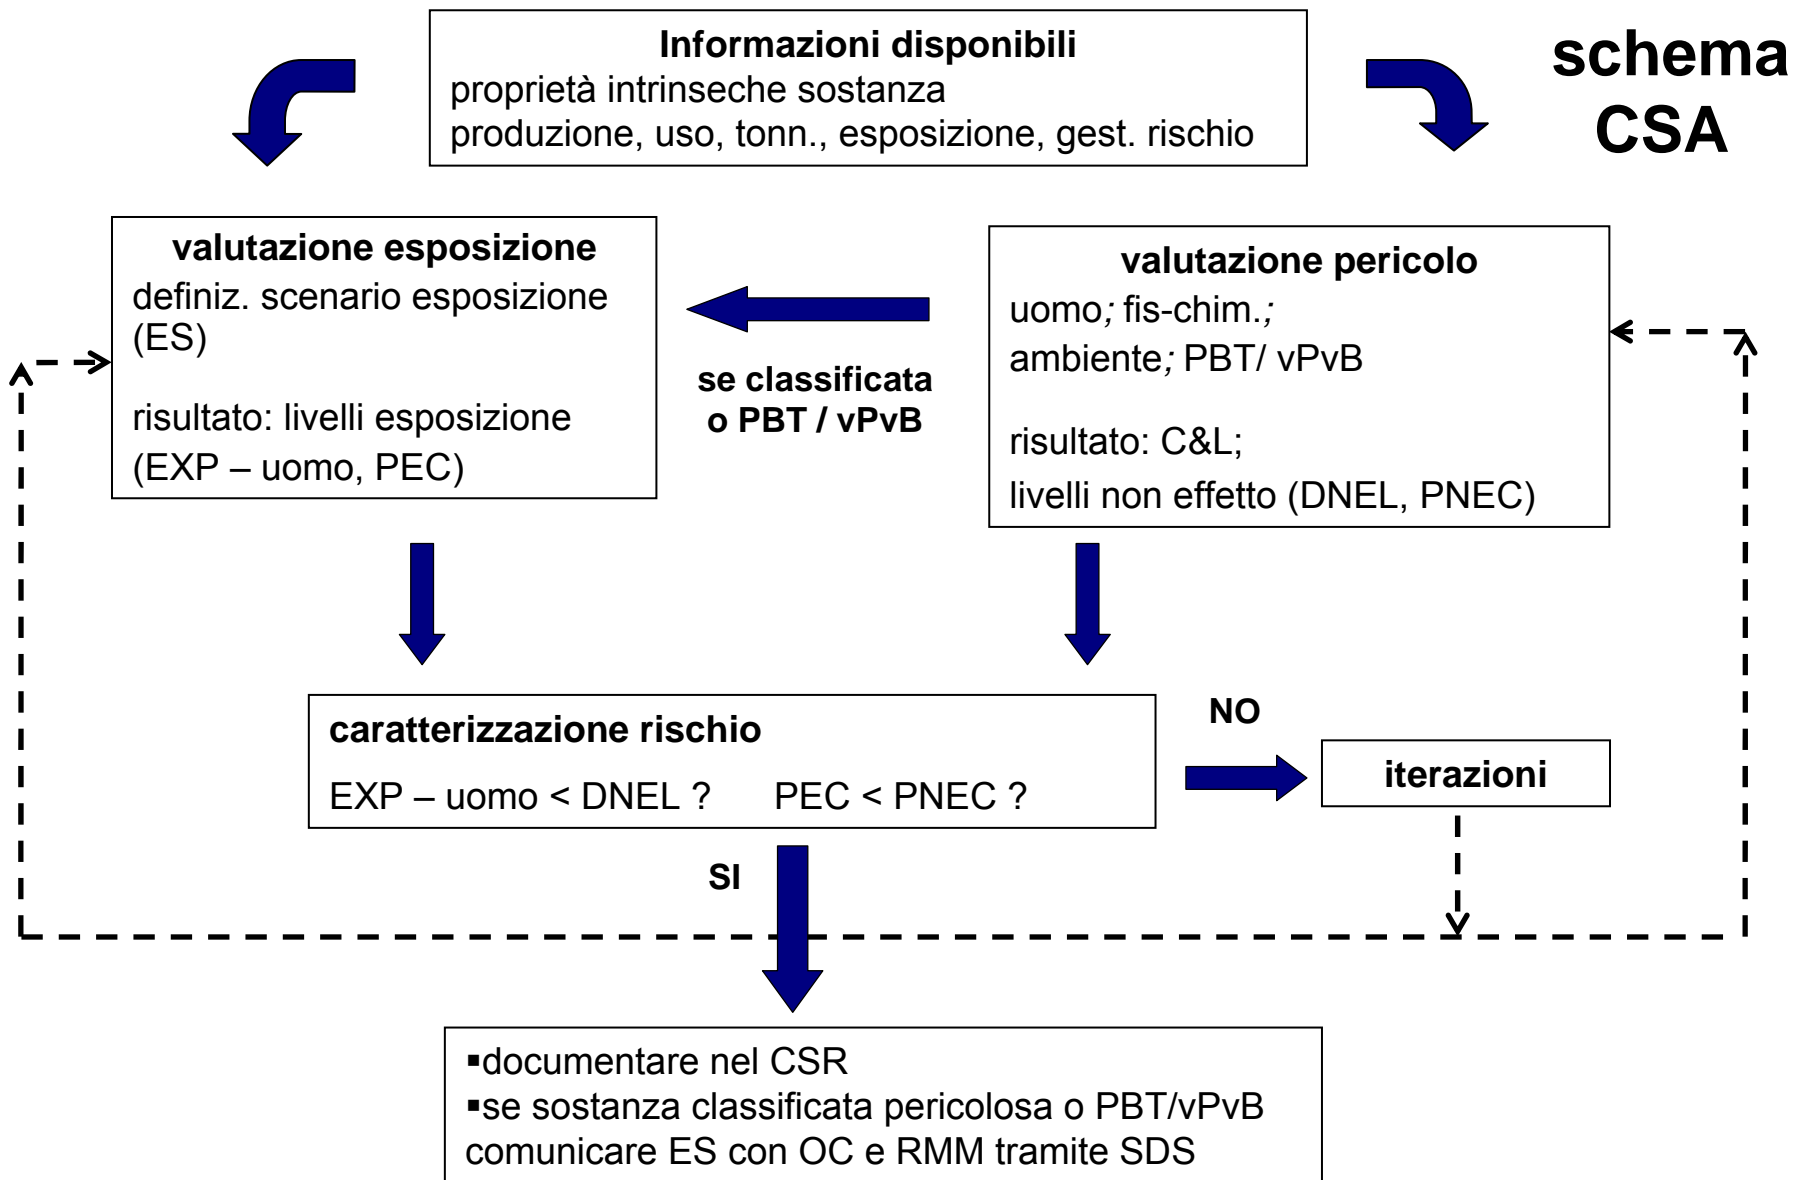 schema
CSA
Informazioni disponibili
proprietà intrinseche sostanza
produzione, uso, tonn., esposizione, gest. rischio
valutazione esposizione
definiz. scenario esposizione
(ES)
risultato: livelli esposizione
(EXP – uomo, PEC)
se classificata
o PBT / vPvB
valutazione pericolo
uomo; fis-chim.;
ambiente; PBT/ vPvB
risultato: C&L;
livelli non effetto (DNEL, PNEC)
caratterizzazione rischio
EXP – uomo < DNEL ? PEC < PNEC ?
NO
iterazioni
SI
▪documentare nel CSR
▪se sostanza classificata pericolosa o PBT/vPvB
comunicare ES con OC e RMM tramite SDS